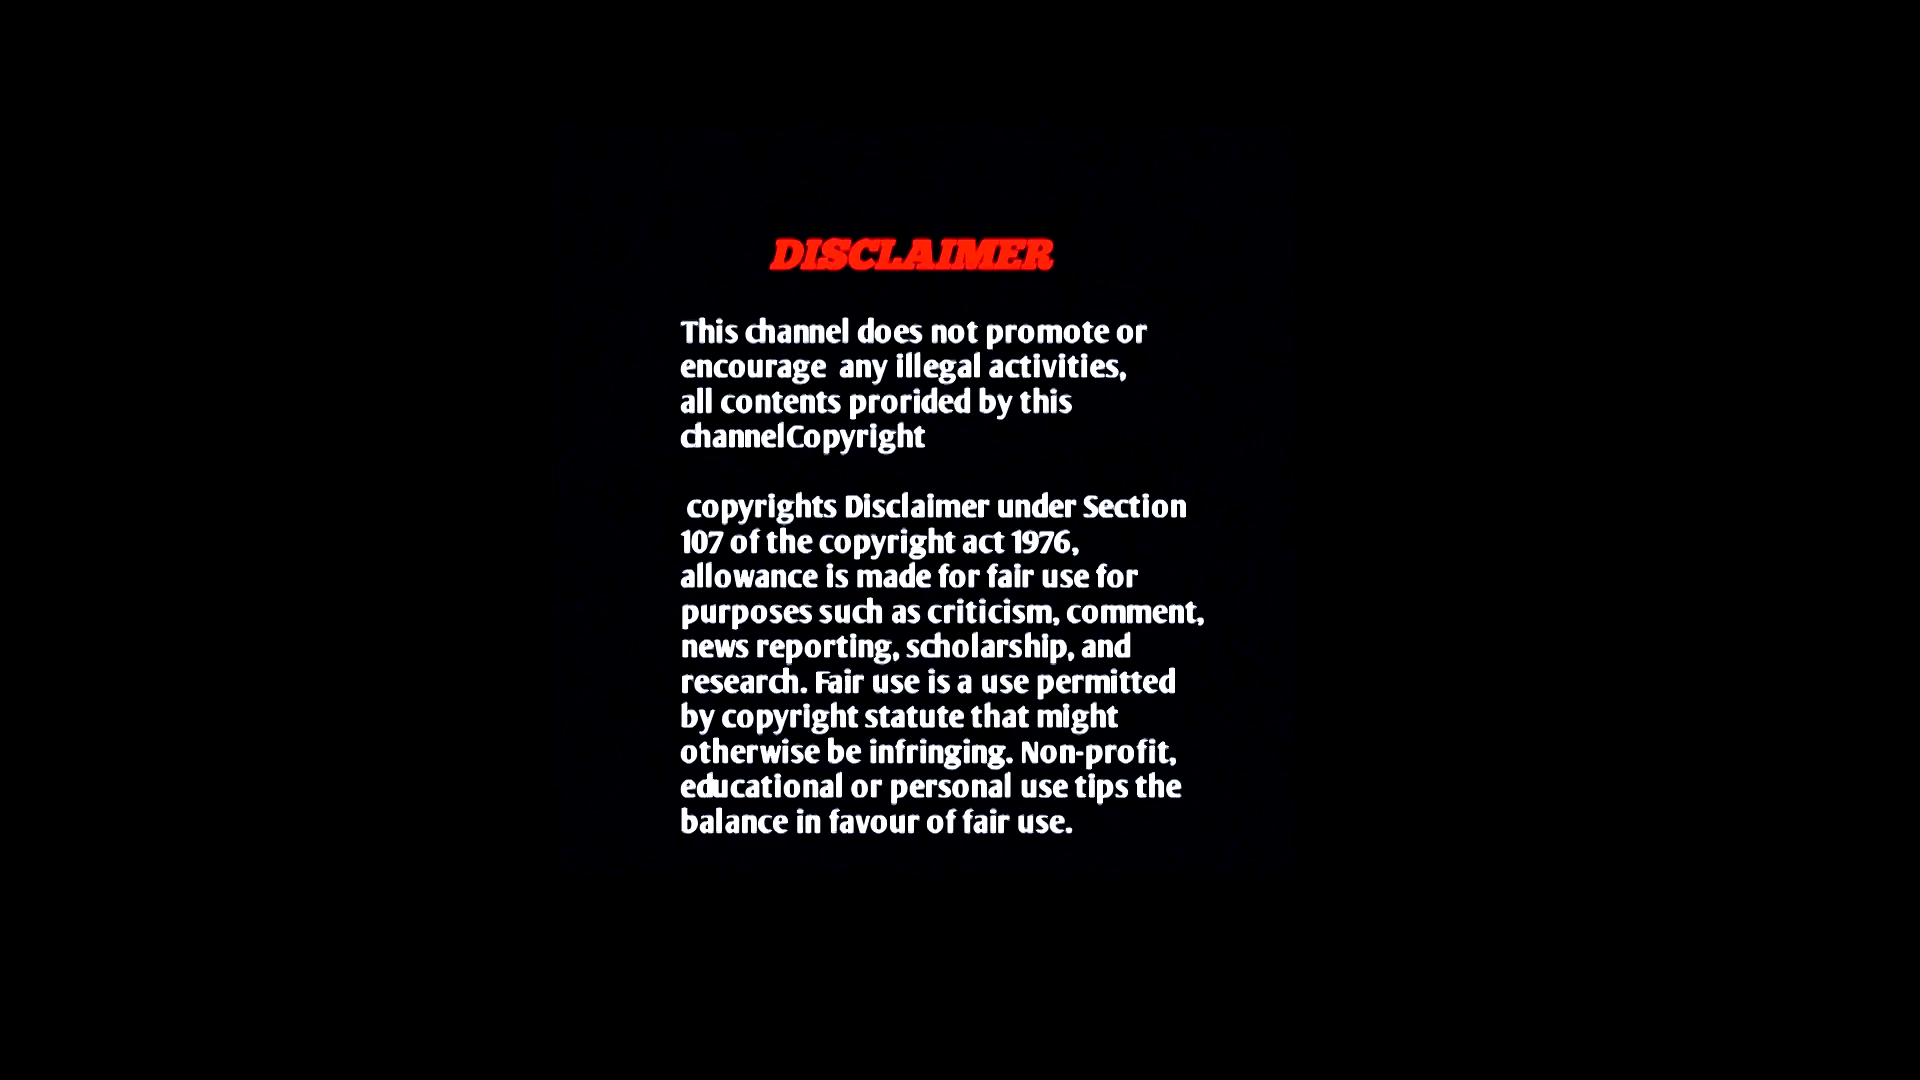 DISCLAIMER
This channel does not promote or
encourage any illegal activities,
all contents prorided by this
channelCopyright
copyrights Disclaimer under Section
107 of the copyright act 1976,
allowance is made for fair use for
purposes such as criticism, comment,
news reporting, scholarship, and
research. Fair use is a use permitted
by copyright statute that might
otherwise be infringing. Non-profit,
educational or personal use tips the
balance in favour of fair use.